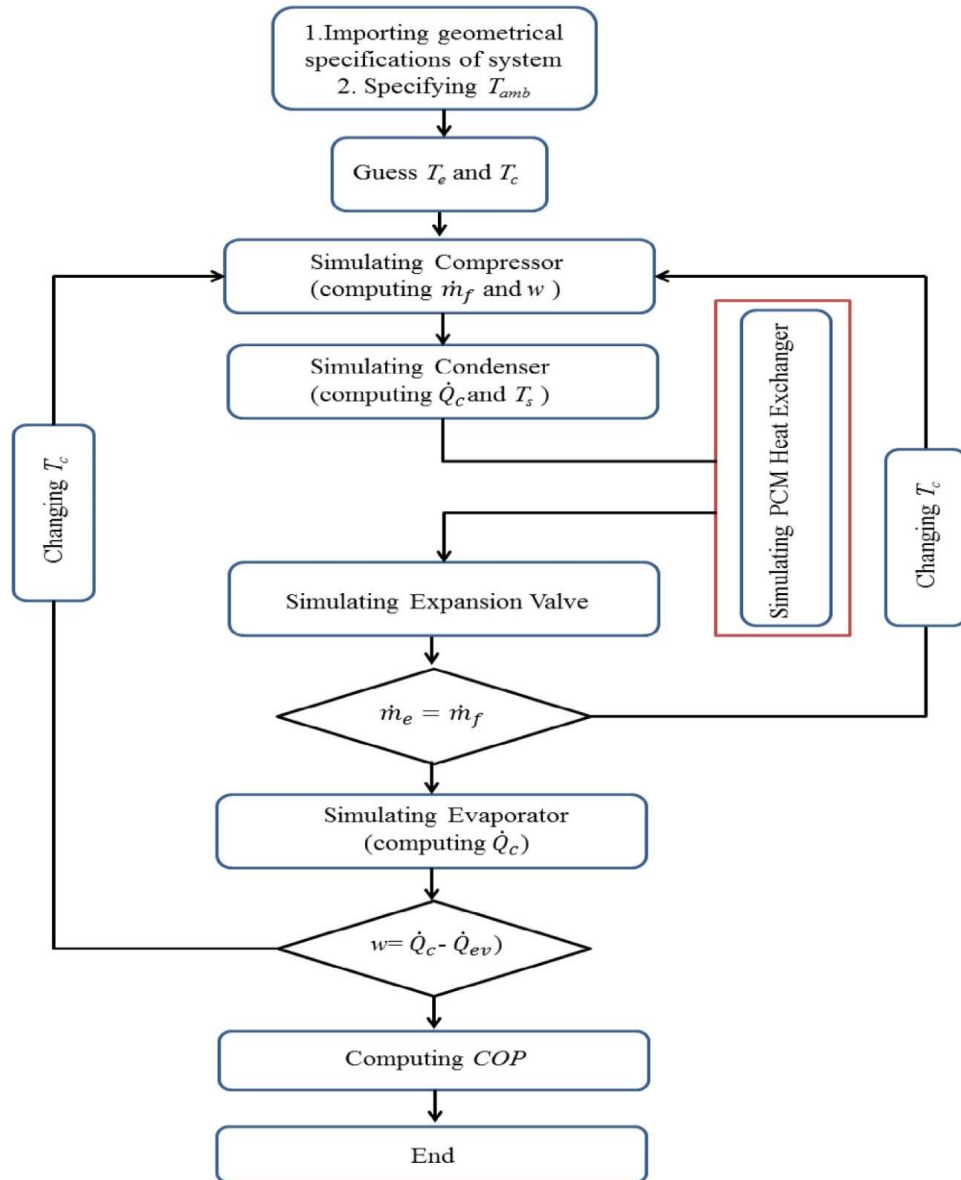 1.Importing geometrical
specifications of system
2. Specifying T_amb
Guess T_e and T_c
Simulating Compressor
(computing ṁ_f and w )
Simulating Condenser
(computing Q̇_c and T_s )
Simulating PCM Heat Exchanger
Changing T_c
Changing T_c
Simulating Expansion Valve
ṁ_e = ṁ_f
Simulating Evaporator
(computing Q̇_c)
w= Q̇_c - Q̇_ev)
Computing COP
End